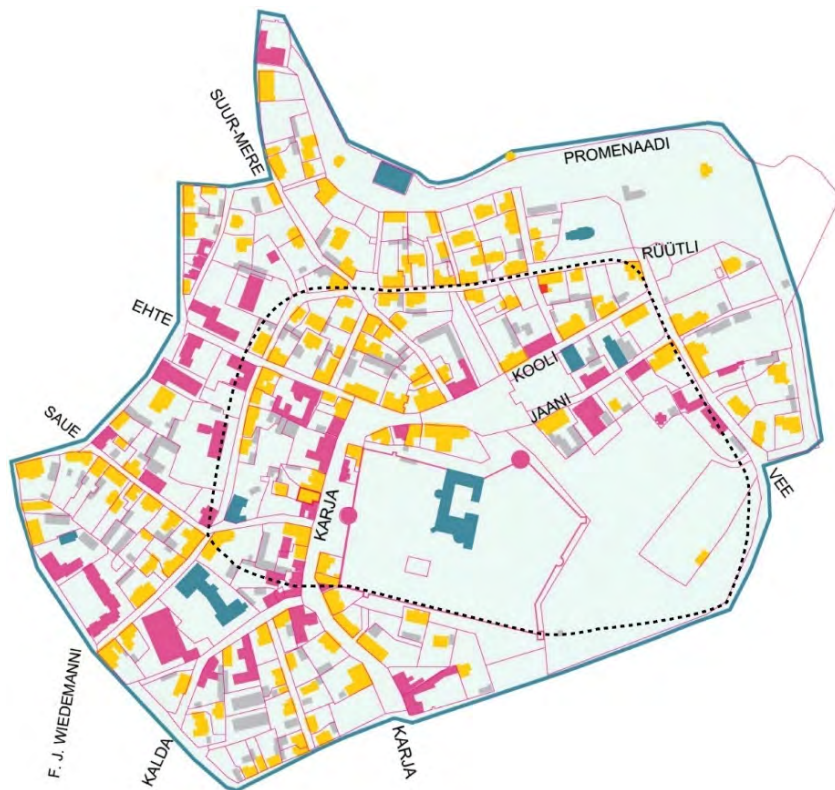 SUUR-MERE
PROMENAADI
RÜÜTLI
EHTE
KOOLI
JAANI
SAUE
VEE
KARJA
F. J. WIEDEMANNI
KALDA
KARJA